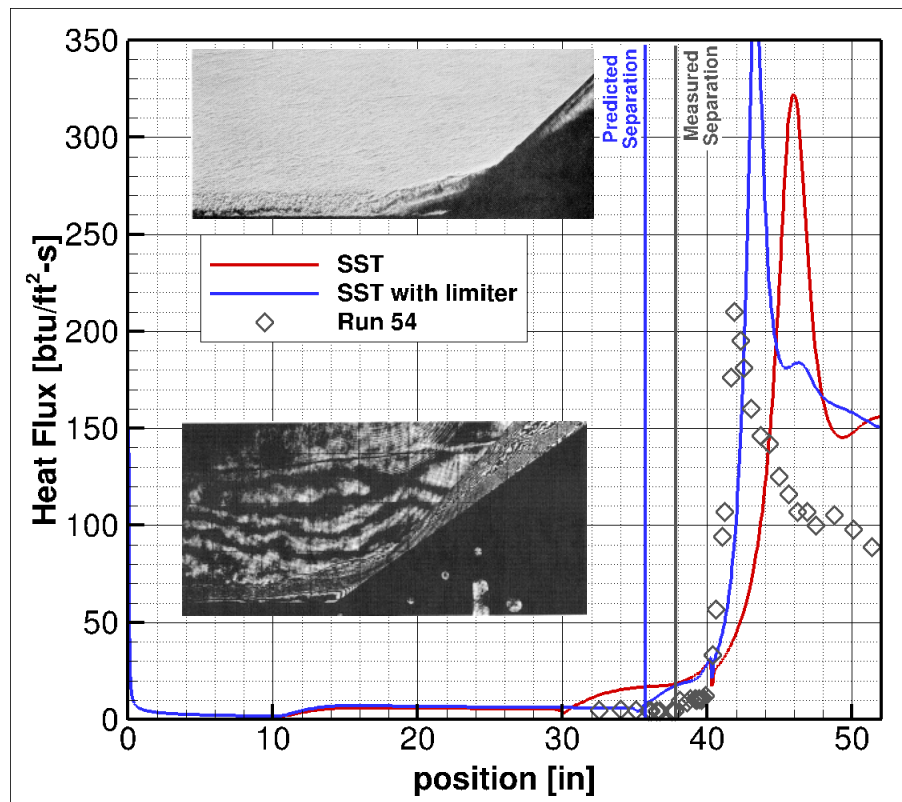 350
300
250
200
150
100
50
0
Heat Flux [btu/ft²-s]
Predicted
Separation
Measured
Separation
SST
SST with limiter
Run 54
0 10 20 30 40 50
position [in]